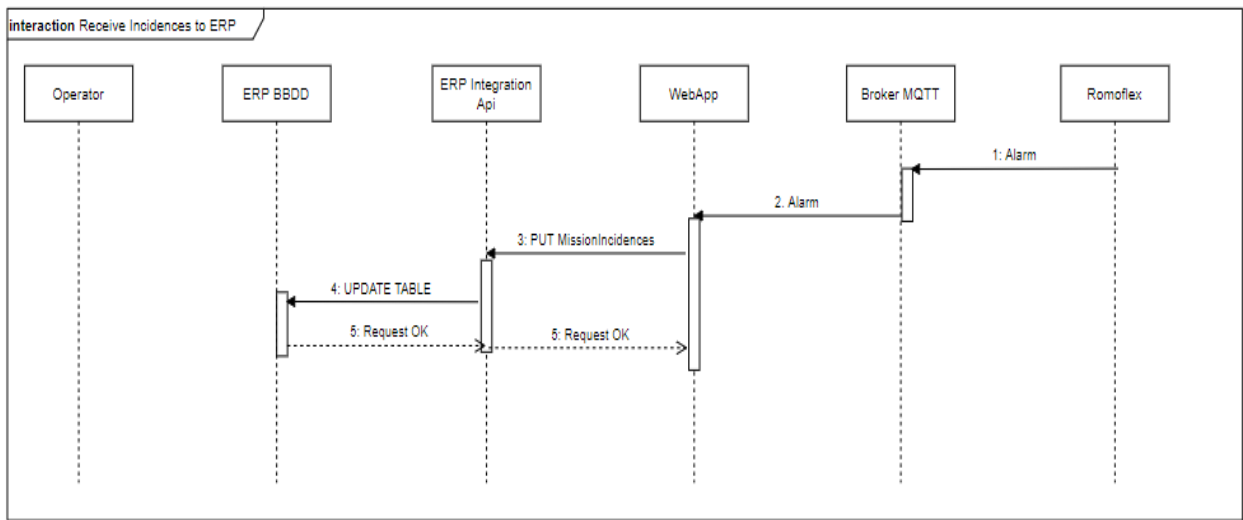 interaction Receive Incidences to ERP
Operator
ERP BBDD
ERP Integration
Api
WebApp
Broker MQTT
Romoflex
1: Alarm
2. Alarm
3: PUT MissionIncidences
4: UPDATE TABLE
5: Request OK
5: Request OK